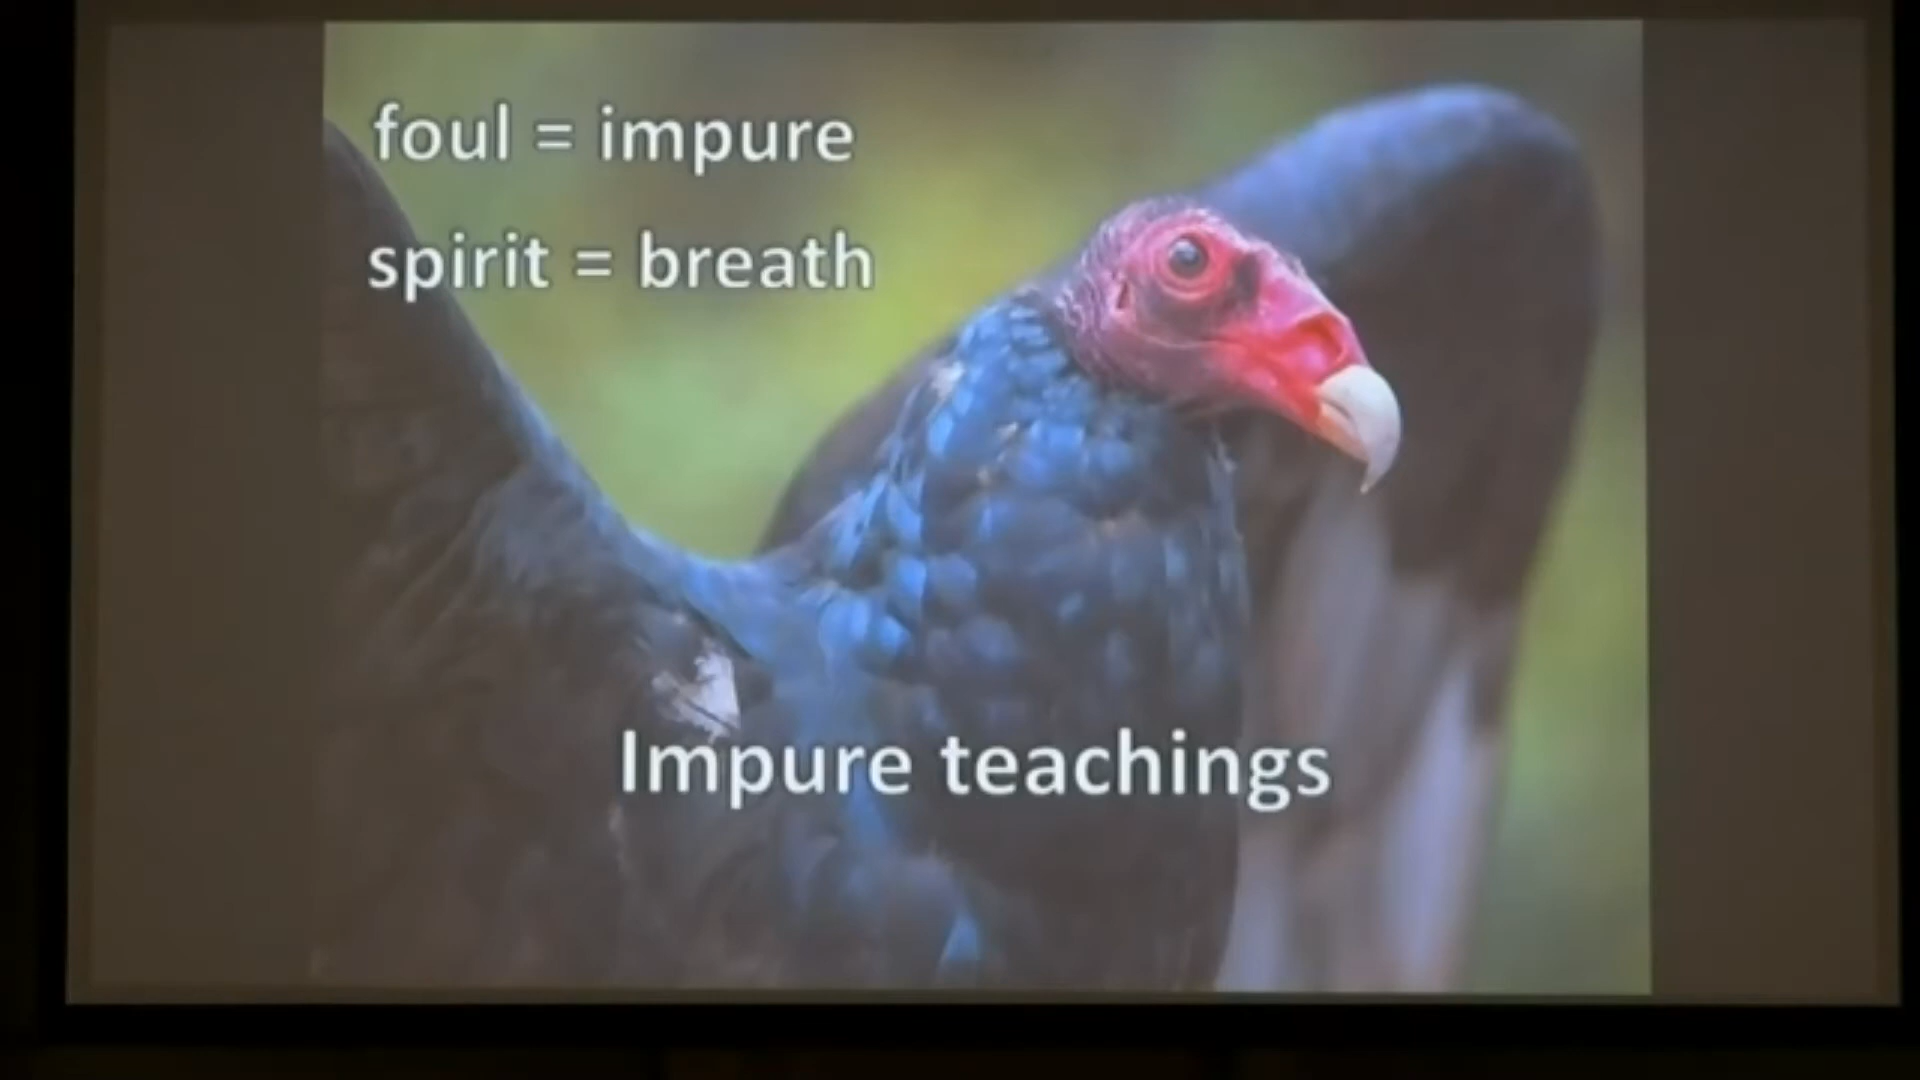 foul = impure
spirit = breath
Impure teachings